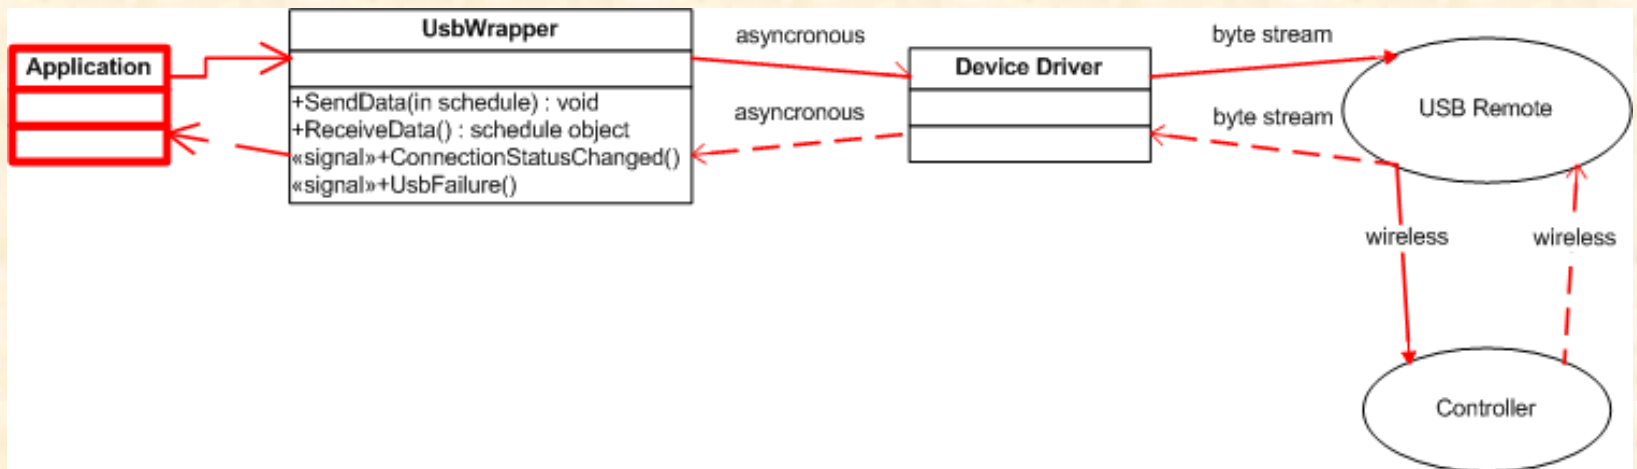 Application
UsbWrapper
+SendData(in schedule) : void
+ReceiveData() : schedule object
«signal»+ConnectionStatusChanged()
«signal»+UsbFailure()
asyncronous
asyncronous
Device Driver
byte stream
byte stream
USB Remote
wireless
wireless
Controller